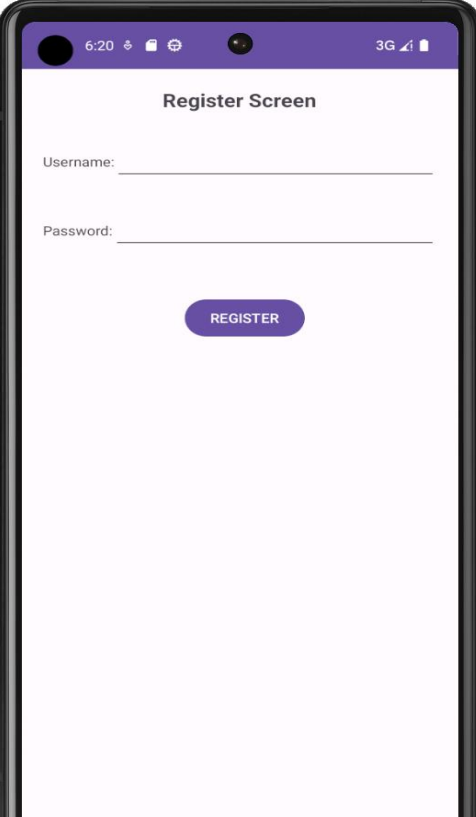 6:20 3G
Register Screen
Username:
Password:
REGISTER